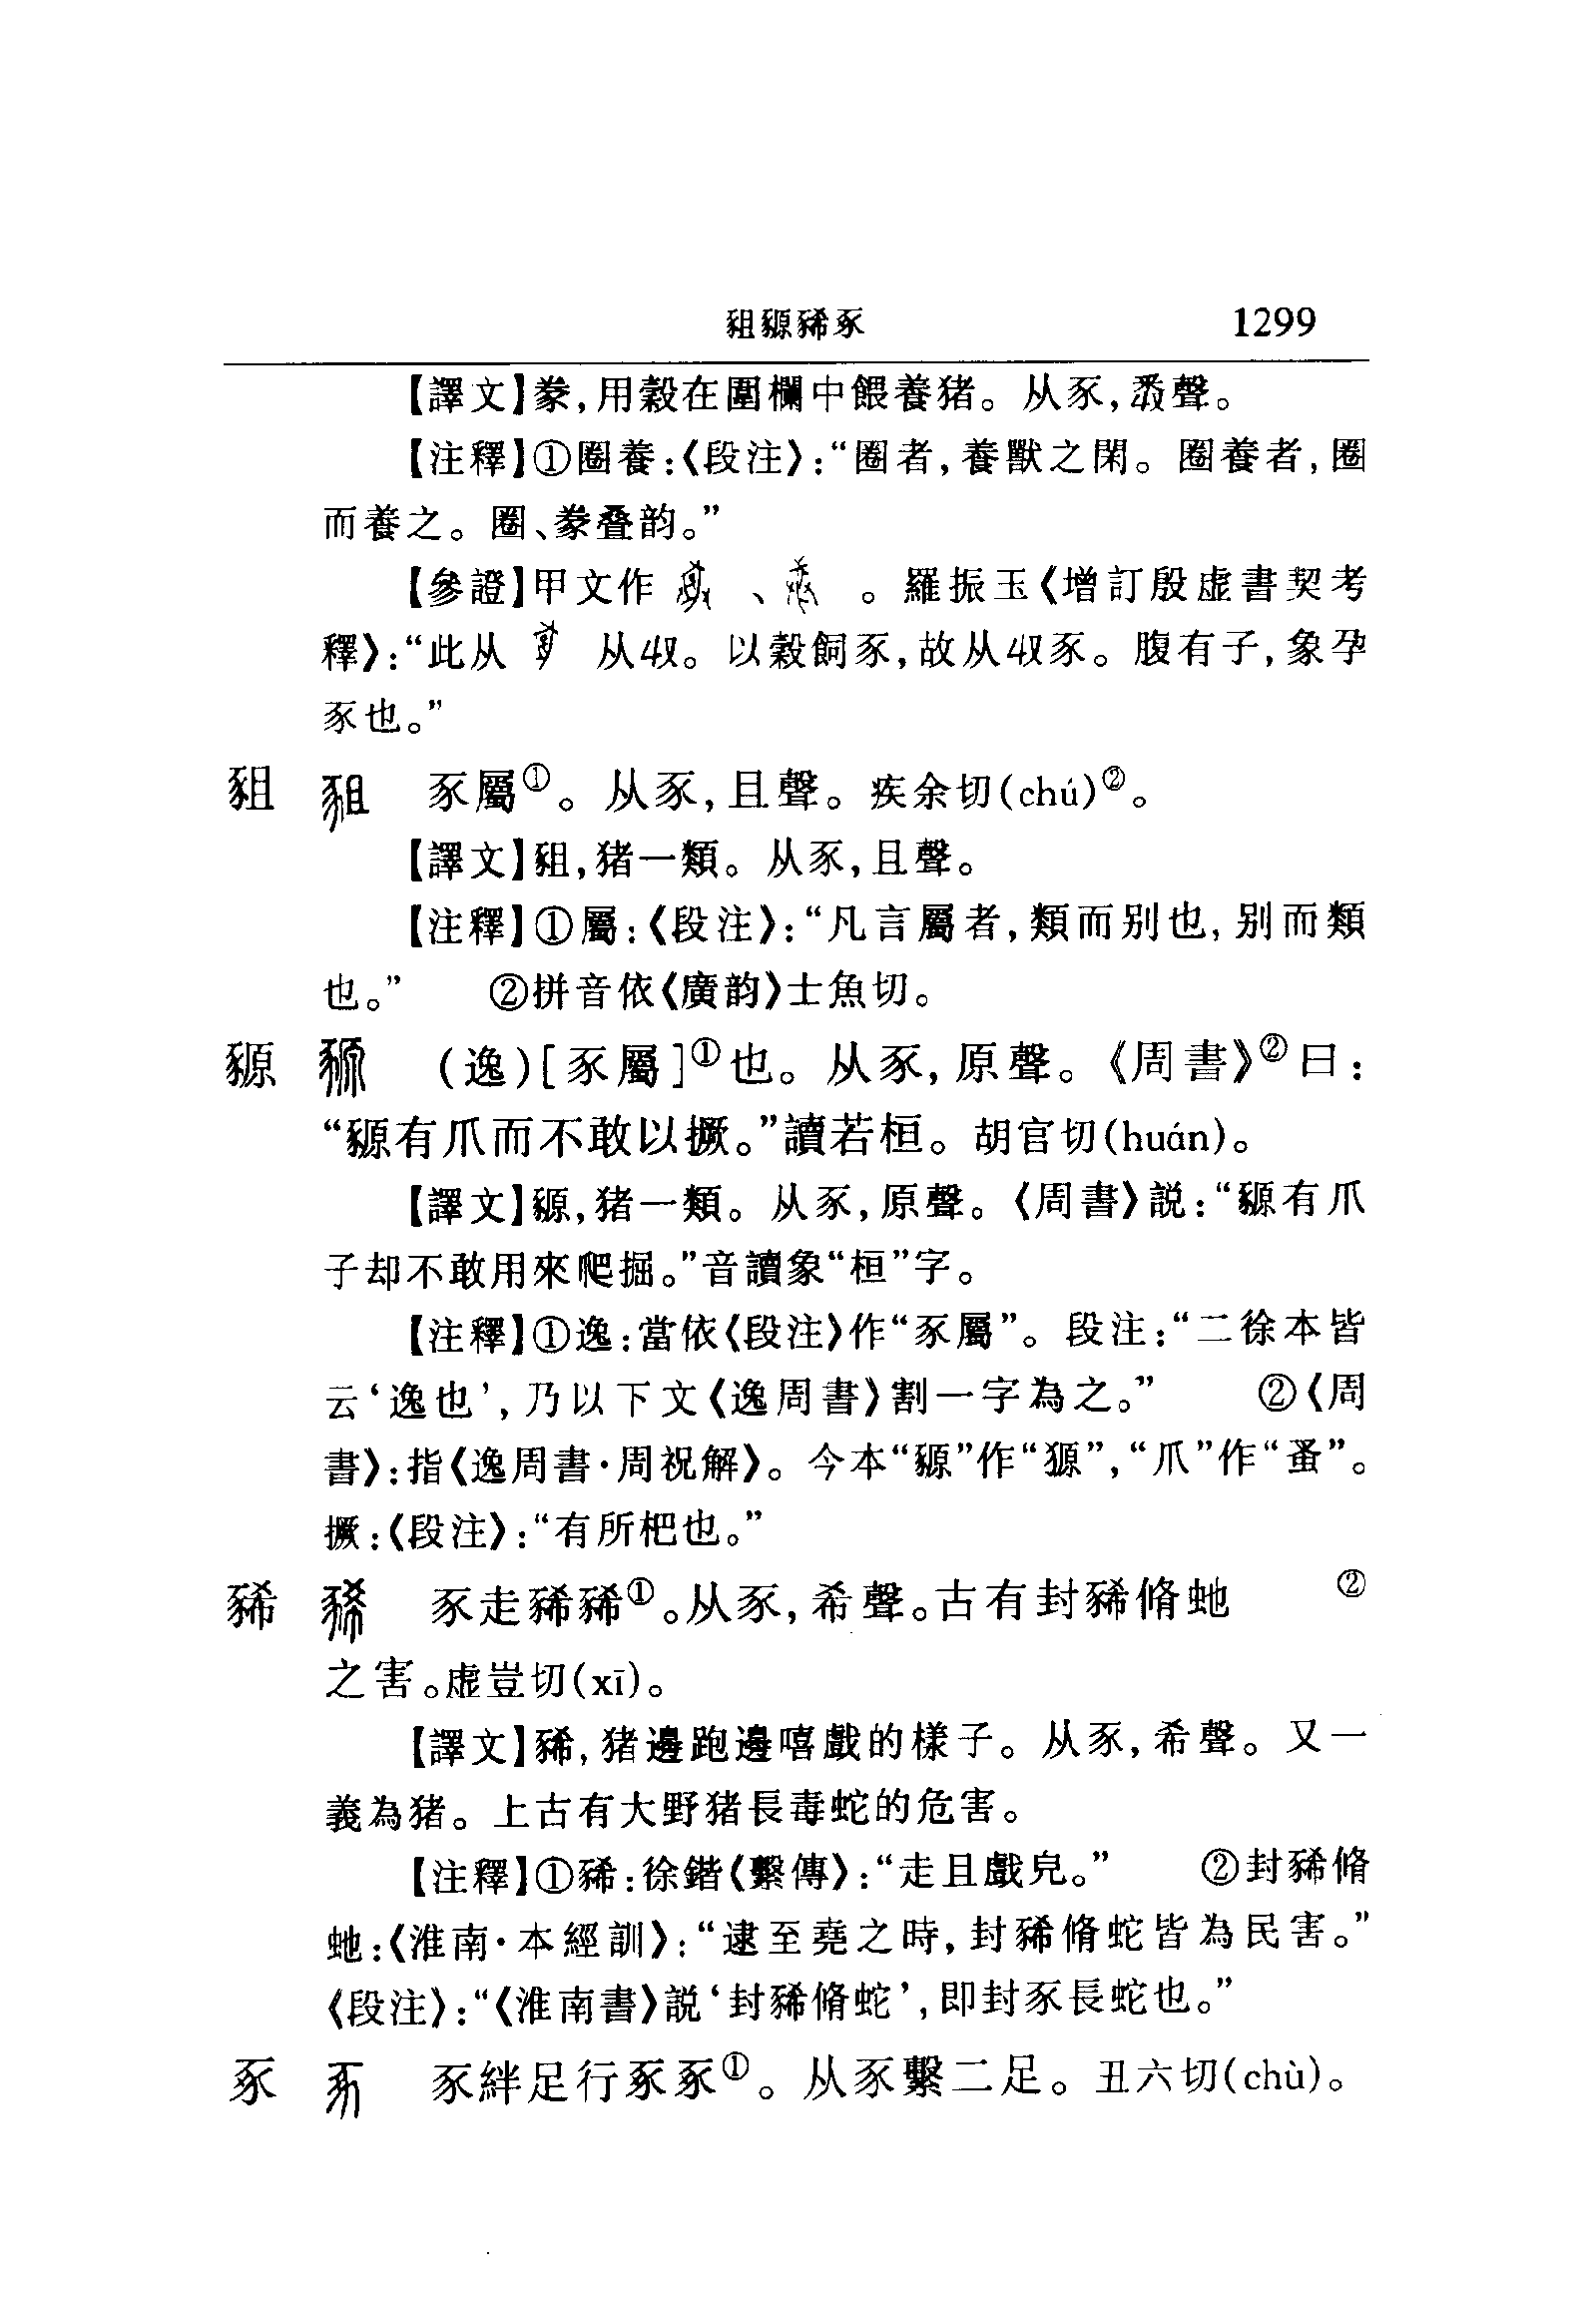 豠豲豨豖 1299
【譯文】豢,用穀在圍欄中餵養猪。从豕,𢍏聲。
【注釋】①圈養:《段注》:“圈者,養獸之閑。圈養者,圈
而養之。圈、豢叠韵。”
【參證】甲文作 、 。羅振玉《增訂殷虛書契考
釋》:“此从 从収。以穀飼豕,故从収豕。腹有子,象孕
豕也。”
豠 豕屬①。从豕,且聲。疾余切(chú)②。
【譯文】豠,猪一類。从豕,且聲。
【注釋】①屬:《段注》:“凡言屬者,類而别也,别而類
也。” ②拼音依《廣韵》士魚切。
豲 (逸)[豕屬]①也。从豕,原聲。《周書》②曰:
“豲有爪而不敢以撅。”讀若桓。胡官切(huán)。
【譯文】豲,猪一類。从豕,原聲。《周書》説:“豲有爪
子却不敢用來爬掘。”音讀象“桓”字。
【注釋】①逸:當依《段注》作“豕屬”。段注:“二徐本皆
云‘逸也’,乃以下文《逸周書》割一字為之。” ②《周
書》:指《逸周書·周祝解》。今本“豲”作“獂”,“爪”作“蚤”。
撅:《段注》:“有所杷也。”
豨 豕走豨豨①。从豕,希聲。古有封豨脩虵 ②
之害。虛豈切(xī)。
【譯文】豨,猪邊跑邊嘻戲的樣子。从豕,希聲。又一
義為猪。上古有大野猪長毒蛇的危害。
【注釋】①豨:徐鍇《繫傳》:“走且戲皃。” ②封豨脩
虵:《淮南·本經訓》:“逮至堯之時,封豨脩蛇皆為民害。”
《段注》:“《淮南書》説‘封豨脩蛇’,即封豕長蛇也。”
豖 豕絆足行豖豖①。从豕繫二足。丑六切(chù)。